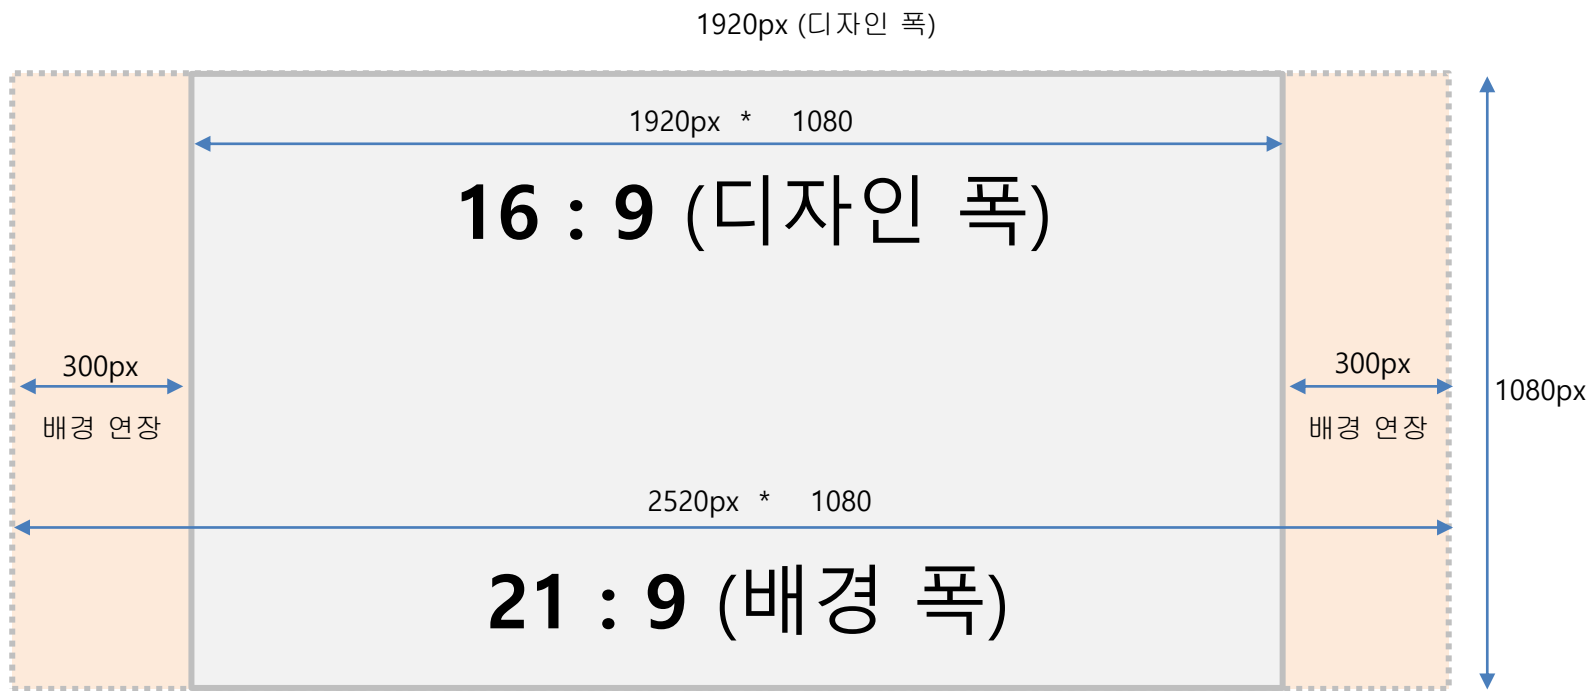 1920px (디자인 폭)
1920px * 1080
16 : 9 (디자인 폭)
300px
배경 연장
300px
배경 연장
1080px
2520px * 1080
21 : 9 (배경 폭)